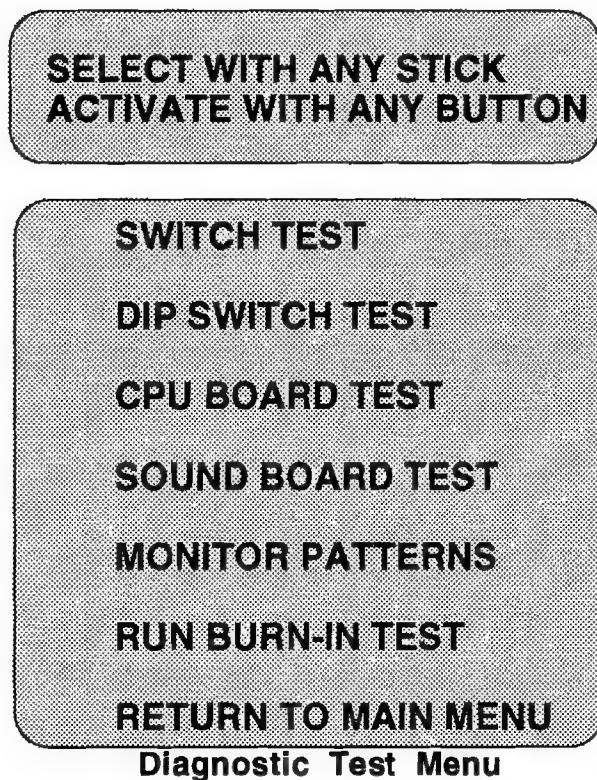 SELECT WITH ANY STICK
ACTIVATE WITH ANY BUTTON
SWITCH TEST
DIP SWITCH TEST
CPU BOARD TEST
SOUND BOARD TEST
MONITOR PATTERNS
RUN BURN-IN TEST
RETURN TO MAIN MENU
Diagnostic Test Menu